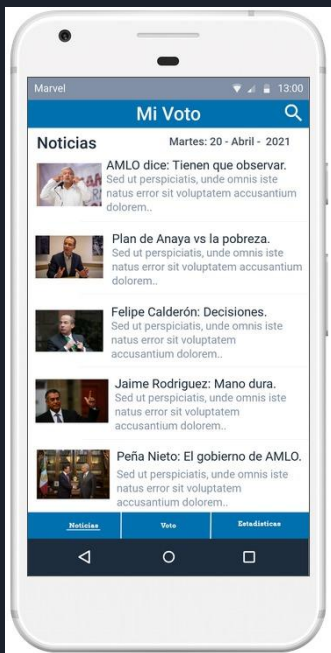 Marvel 13:00
Mi Voto
Noticias Martes: 20 - Abril - 2021
AMLO dice: Tienen que observar.
Sed ut perspiciatis, unde omnis iste
natus error sit voluptatem accusantium
dolorem..
Plan de Anaya vs la pobreza.
Sed ut perspiciatis, unde omnis iste
natus error sit voluptatem accusantium
dolorem..
Felipe Calderón: Decisiones.
Sed ut perspiciatis, unde omnis iste
natus error sit voluptatem
accusantium dolorem..
Jaime Rodriguez: Mano dura.
Sed ut perspiciatis, unde omnis iste
natus error sit voluptatem
accusantium dolorem..
Peña Nieto: El gobierno de AMLO.
Sed ut perspiciatis, unde omnis iste
natus error sit voluptatem
accusantium dolorem..
Noticias Voto Estadisticas